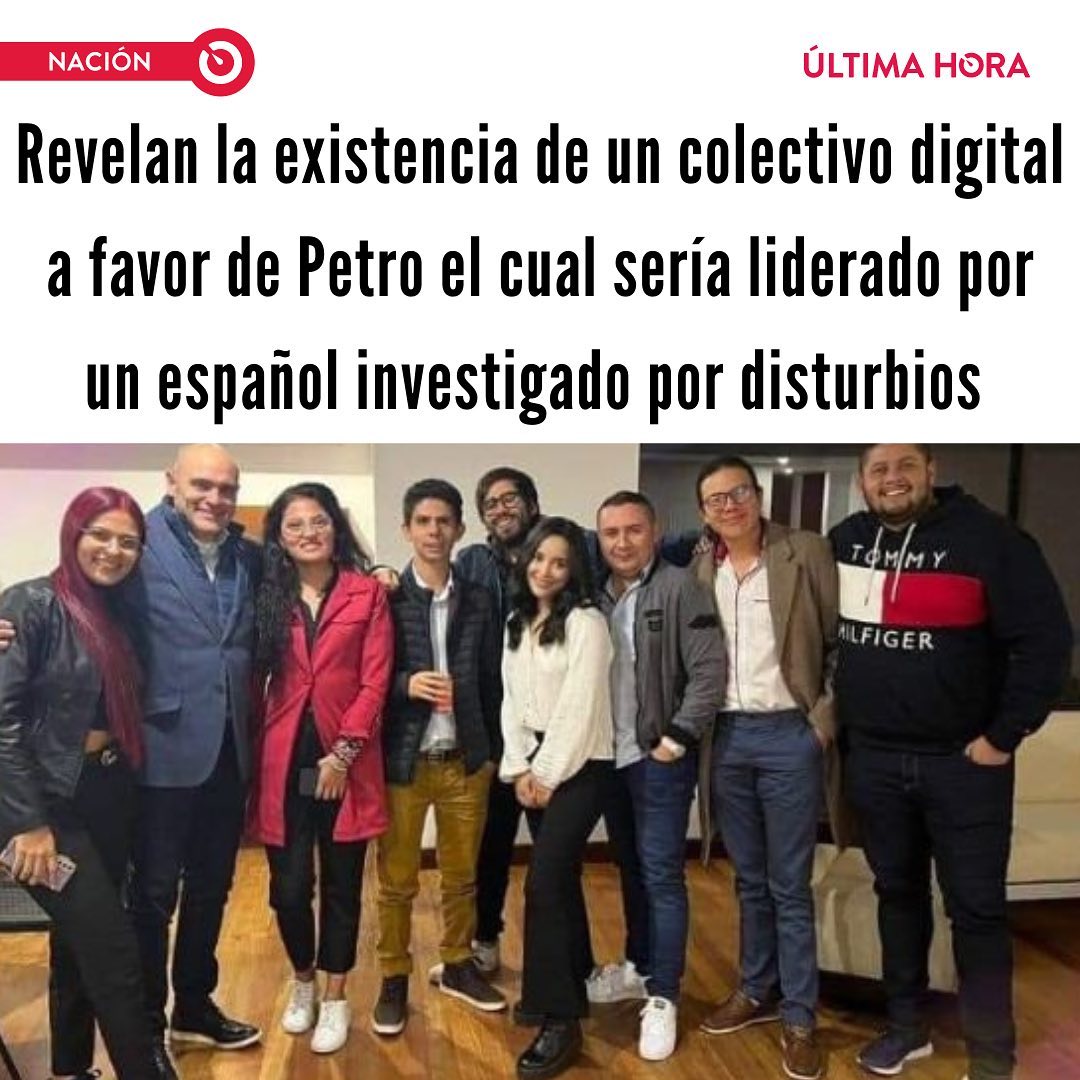 NACIÓN
ÚLTIMA HORA
Revelan la existencia de un colectivo digital
a favor de Petro el cual sería liderado por
un español investigado por disturbios
TOMMY
HILFIGER